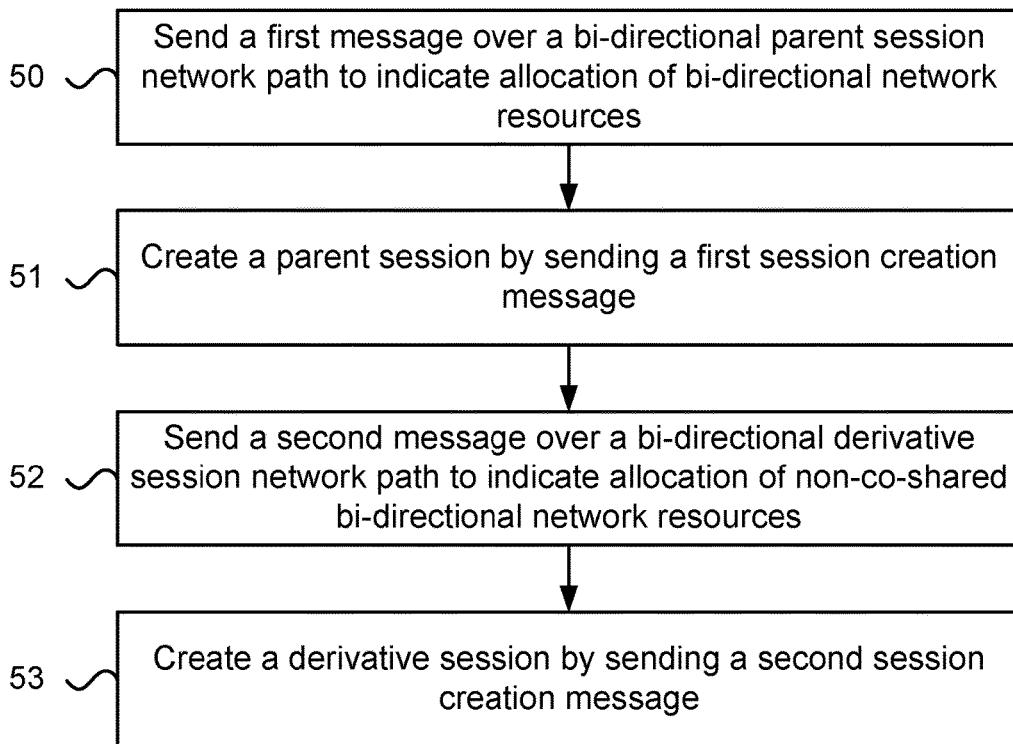 Send a first message over a bi-directional parent session
50
network path to indicate allocation of bi-directional network
resources
51
Create a parent session by sending a first session creation
message
Send a second message over a bi-directional derivative
52
session network path to indicate allocation of non-co-shared
bi-directional network resources
53
Create a derivative session by sending a second session
creation message